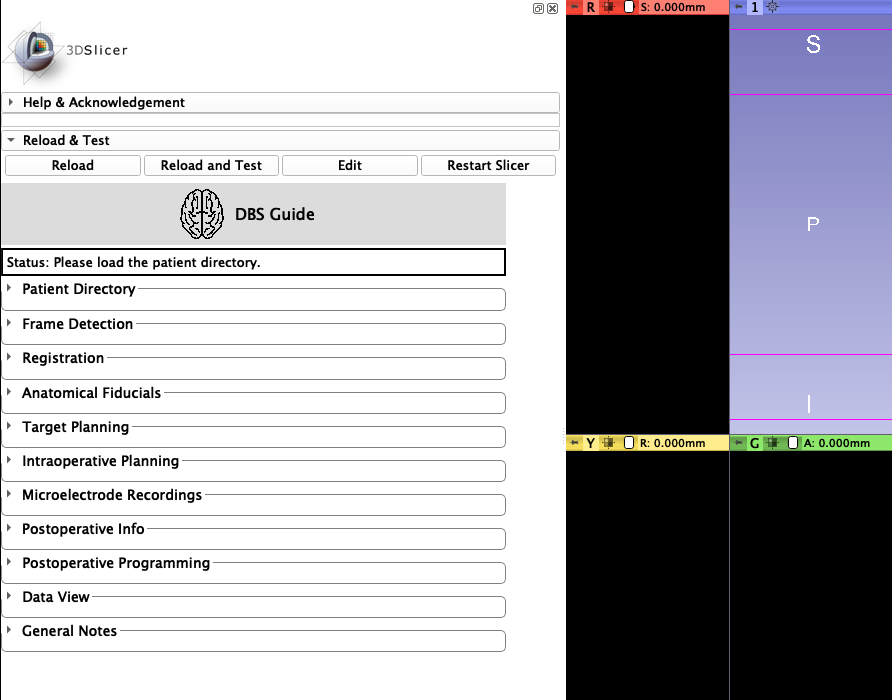 3DSlicer
Help & Acknowledgement
Reload & Test
Reload
Reload and Test
Edit
Restart Slicer
DBS Guide
Status: Please load the patient directory.
Patient Directory
Frame Detection
Registration
Anatomical Fiducials
Target Planning
Intraoperative Planning
Microelectrode Recordings
Postoperative Info
Postoperative Programming
Data View
General Notes
R S: 0.000mm
1
S
P
I
Y R: 0.000mm
G A: 0.000mm